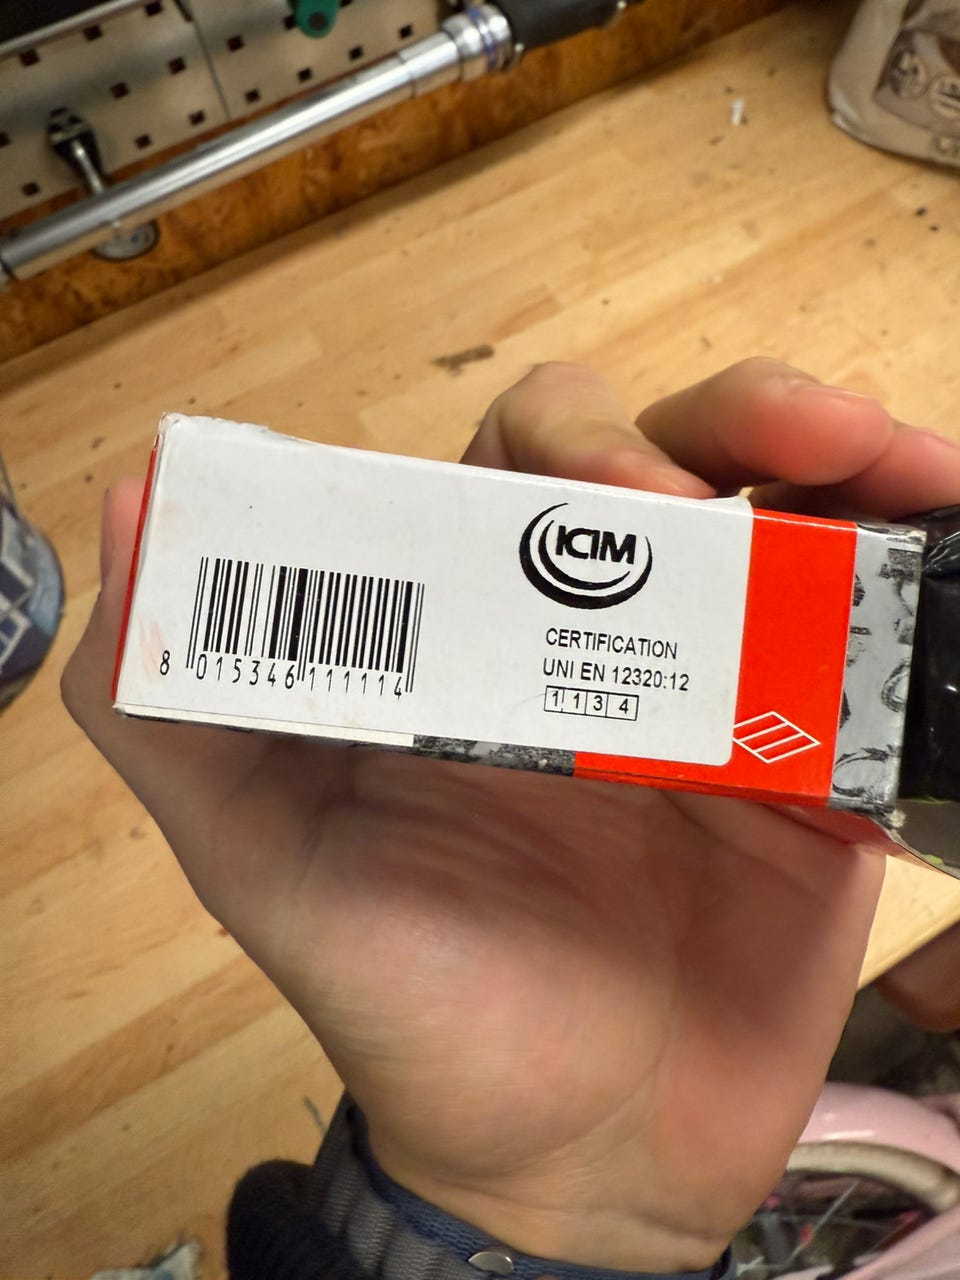 ICIM
CERTIFICATION
UNI EN 12320:12
1 1 3 4
8 015346 111114